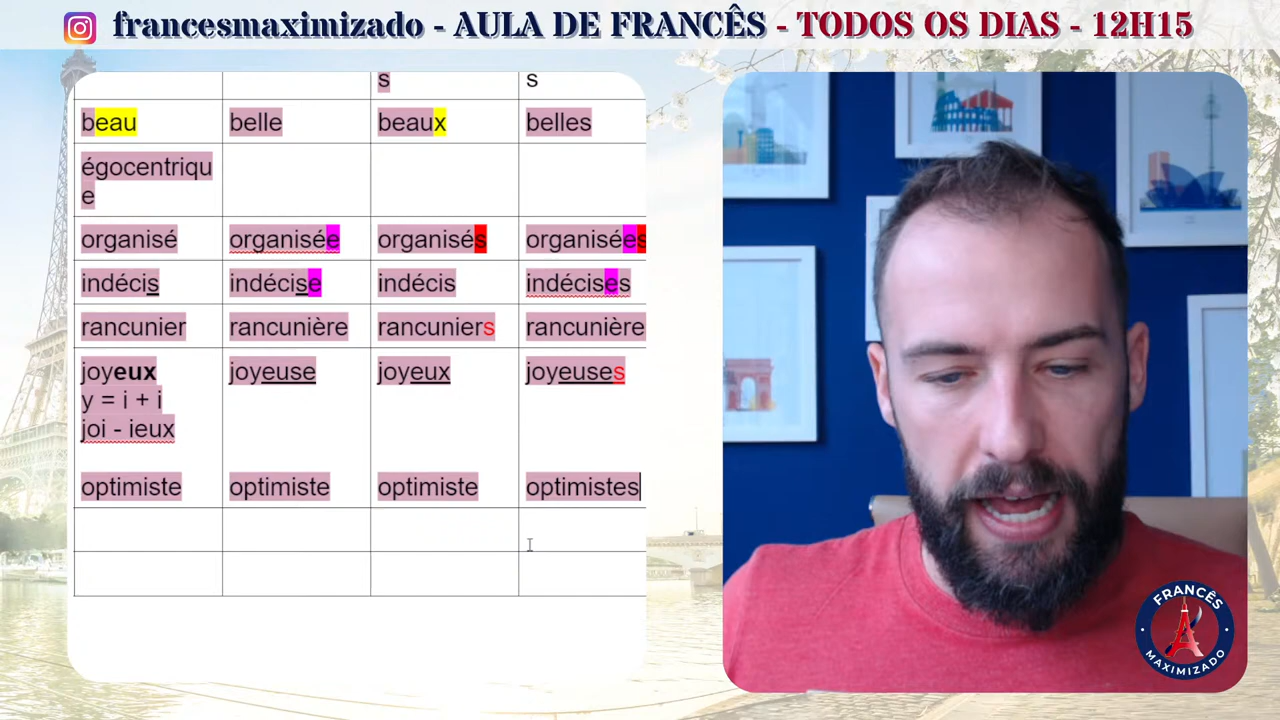 francesmaximizado - AULA DE FRANCÊS - TODOS OS DIAS - 12H15
s s
beau belle beaux belles
égocentriqu
e
organisé organisée organisés organisées
indécis indécise indécis indécises
rancunier rancunière rancuniers rancunière
joyeux joyeuse joyeux joyeuses
y = i + i
joi - ieux
optimiste optimiste optimiste optimistes
FRANCÊS
MAXIMIZADO